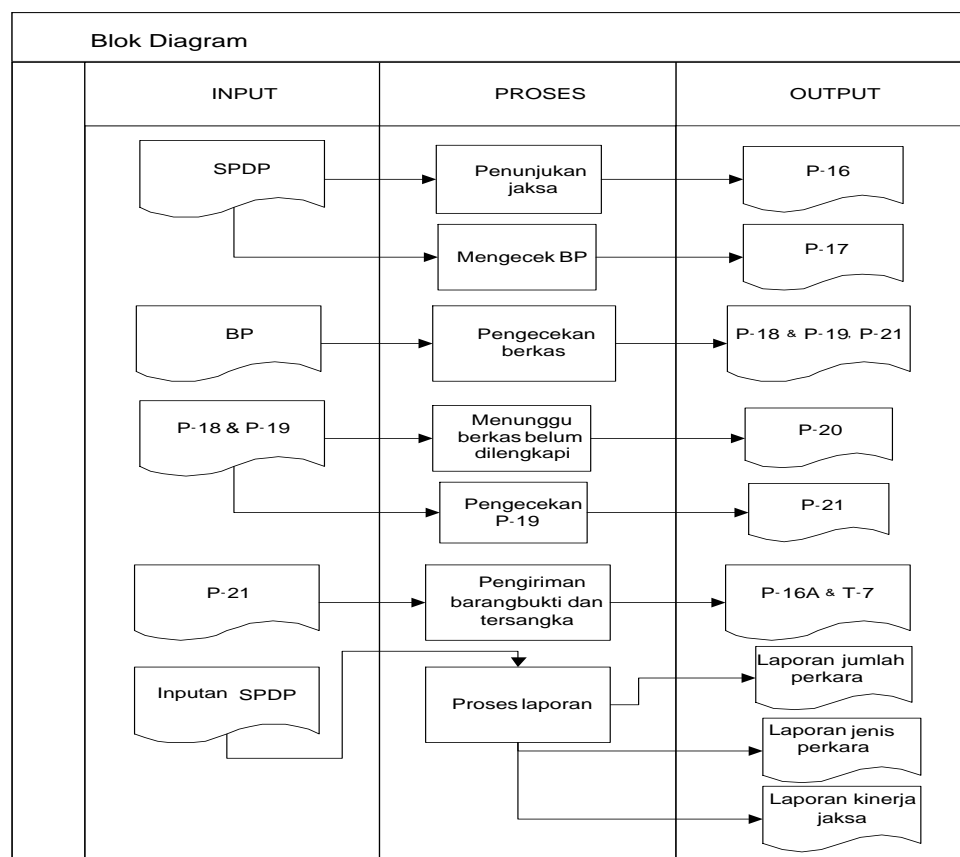 Blok Diagram
INPUT
PROSES
OUTPUT
SPDP
Penunjukan
jaksa
P-16
Mengecek BP
P-17
BP
Pengecekan
berkas
P-18 & P-19, P-21
P-18 & P-19
Menunggu
berkas belum
dilengkapi
P-20
Pengecekan
P-19
P-21
P-21
Pengiriman
barangbukti dan
tersangka
P-16A & T-7
Inputan SPDP
Proses laporan
Laporan jumlah
perkara
Laporan jenis
perkara
Laporan kinerja
jaksa